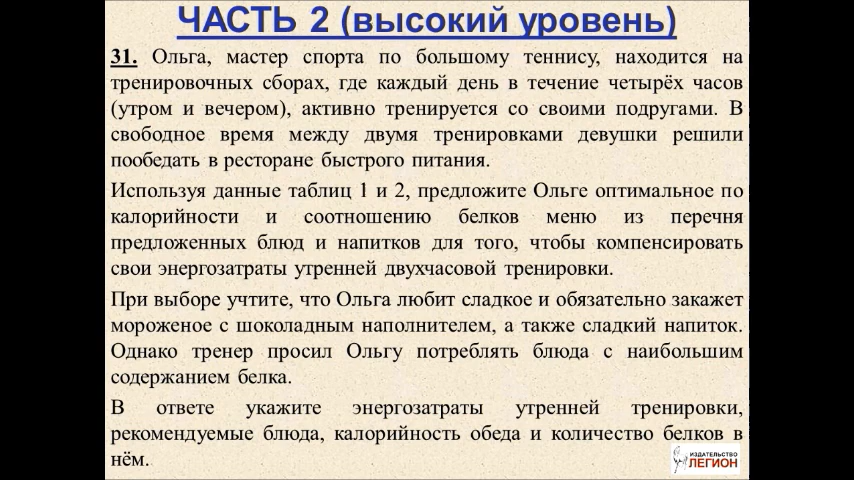 ЧАСТЬ 2 (высокий уровень)
31. Ольга, мастер спорта по большому теннису, находится на
тренировочных сборах, где каждый день в течение четырёх часов
(утром и вечером), активно тренируется со своими подругами. В
свободное время между двумя тренировками девушки решили
пообедать в ресторане быстрого питания.
Используя данные таблиц 1 и 2, предложите Ольге оптимальное по
калорийности и соотношению белков меню из перечня
предложенных блюд и напитков для того, чтобы компенсировать
свои энергозатраты утренней двухчасовой тренировки.
При выборе учтите, что Ольга любит сладкое и обязательно закажет
мороженое с шоколадным наполнителем, а также сладкий напиток.
Однако тренер просил Ольгу потреблять блюда с наибольшим
содержанием белка.
В ответе укажите энергозатраты утренней тренировки,
рекомендуемые блюда, калорийность обеда и количество белков в
нём.
ИЗДАТЕЛЬСТВО
ЛЕГИОН